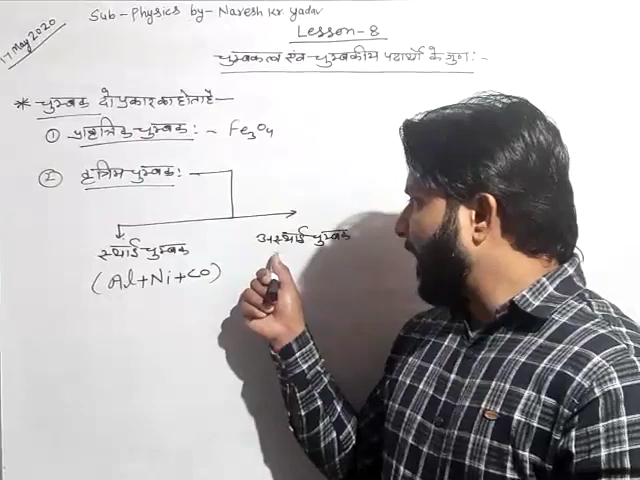 17 May 2020
Sub-Physics by- Naresh Kr yadav
Lesson-8
चुम्बकत्व एंव चुम्बकीय पदार्थो के गुण :-
* चुम्बक दो प्रकार का होता है—
① प्राकृतिक चुम्बक : - Fe3O4
② कृत्रिम चुम्बक : -
स्थाई चुम्बक
अस्थाई चुम्बक
(Al+Ni+Co)